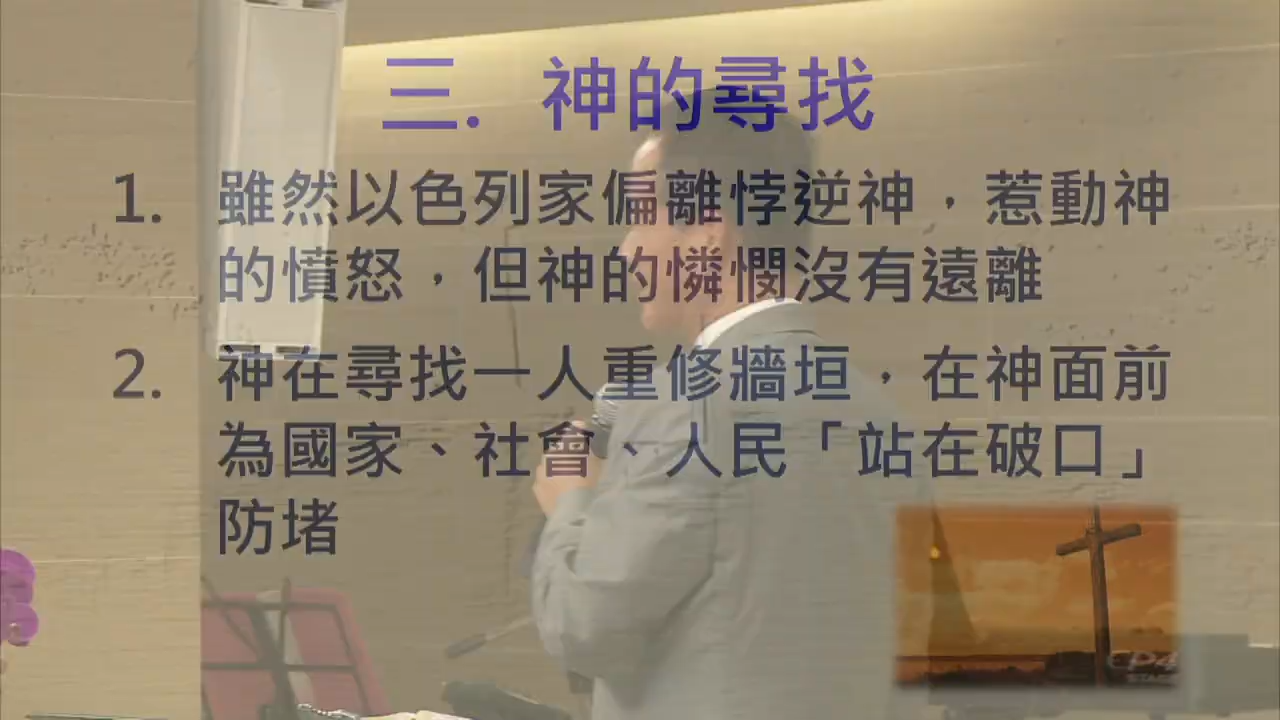 三. 神的尋找
1. 雖然以色列家偏離悖逆神，惹動神
的憤怒，但神的憐憫沒有遠離
2. 神在尋找一人重修牆垣，在神面前
為國家、社會、人民「站在破口」
防堵